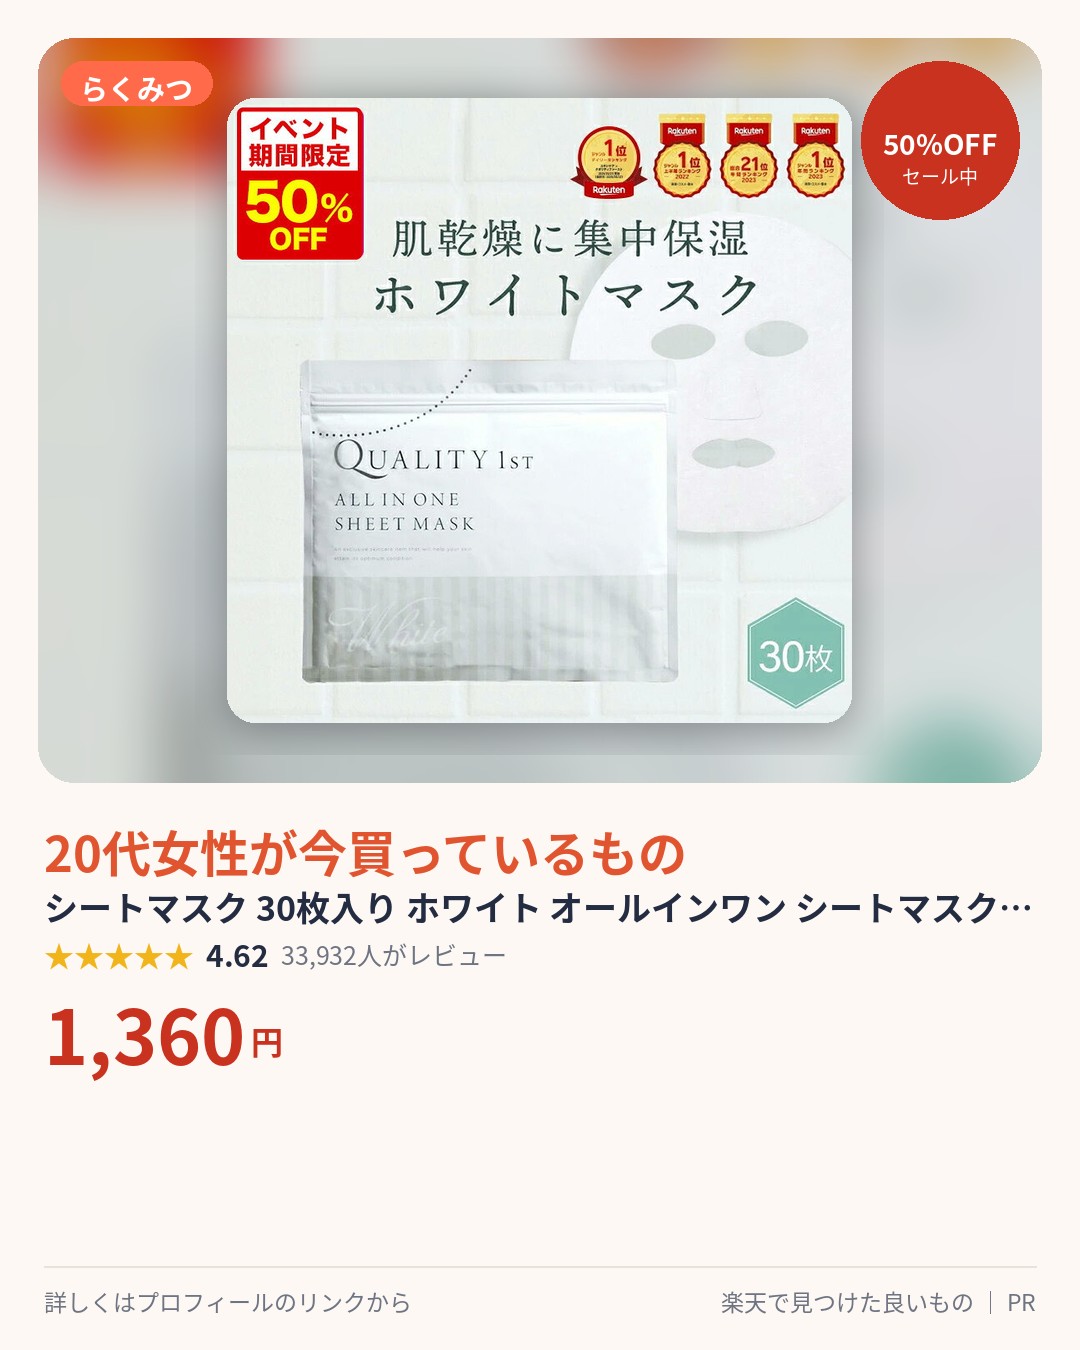 らくみつ
イベント
期間限定
50%
OFF
Rakuten
1位
2022
Rakuten
21位
2023
Rakuten
1位
2023
1位
Rakuten
50%OFF
セール中
肌乾燥に集中保湿
ホワイトマスク
QUALITY 1ST
ALL IN ONE
SHEET MASK
White
30枚
20代女性が今買っているもの
シートマスク 30枚入り ホワイト オールインワン シートマスク…
★★★★★ 4.62 33,932人がレビュー
1,360円
詳しくはプロフィールのリンクから
楽天で見つけた良いもの | PR